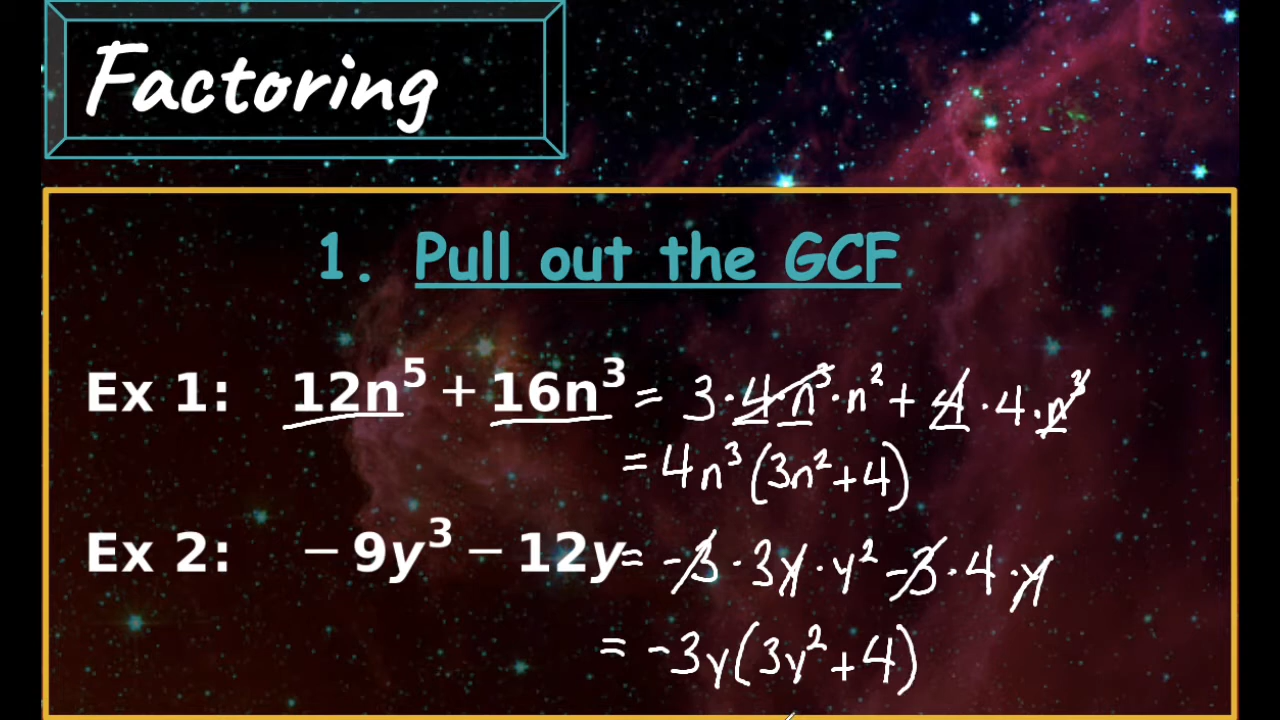 Factoring
1. Pull out the GCF
Ex 1: 12n⁵ + 16n³ = 3·4·n³·n² + 4·4·n³
= 4n³(3n²+4)
Ex 2: −9y³ − 12y = -3·3y·y² -3·4·y
= -3y(3y²+4)